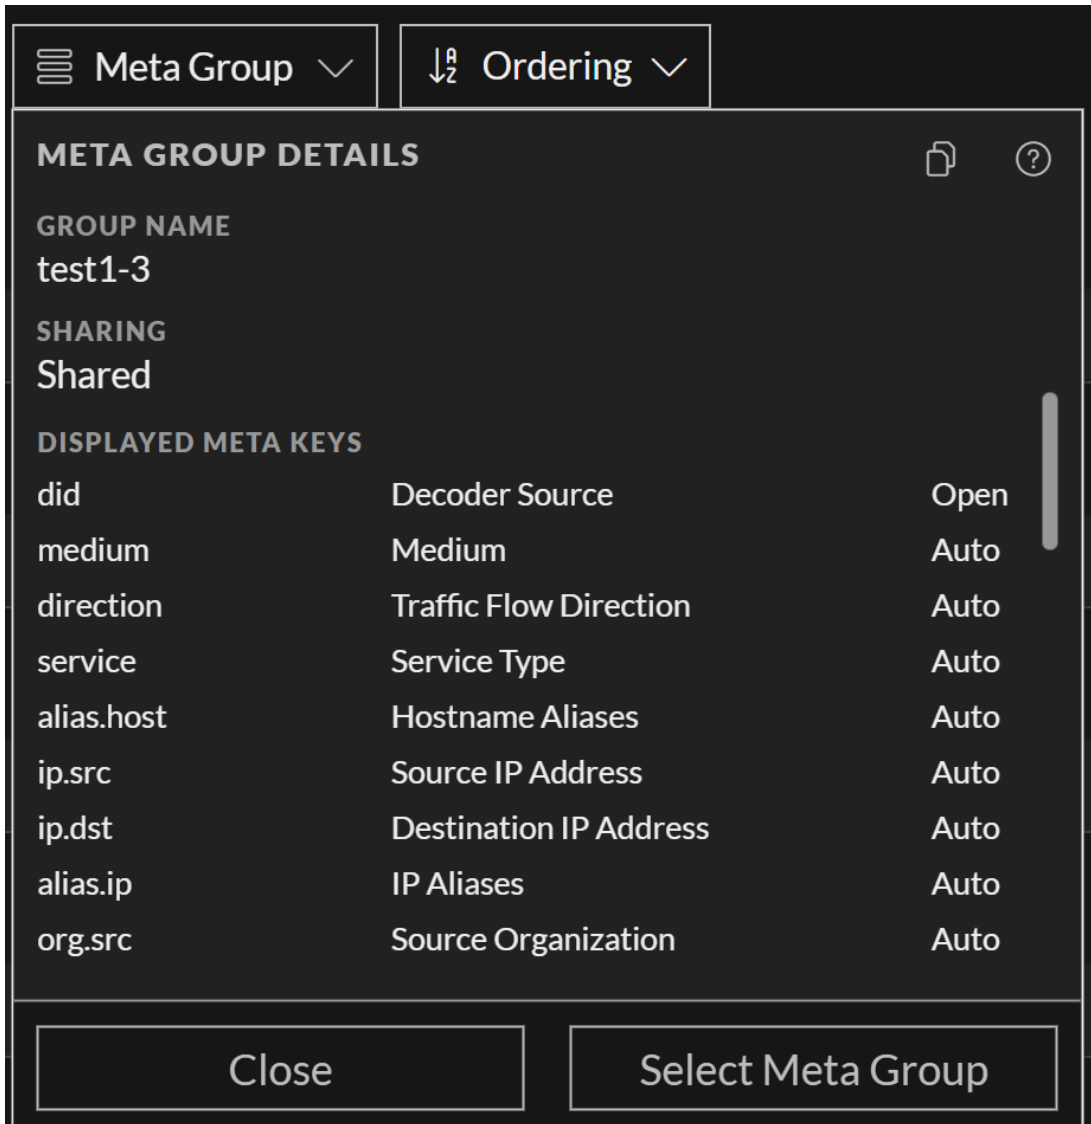 Meta Group Ordering
META GROUP DETAILS
GROUP NAME
test1-3
SHARING
Shared
DISPLAYED META KEYS
did Decoder Source Open
medium Medium Auto
direction Traffic Flow Direction Auto
service Service Type Auto
alias.host Hostname Aliases Auto
ip.src Source IP Address Auto
ip.dst Destination IP Address Auto
alias.ip IP Aliases Auto
org.src Source Organization Auto
Close Select Meta Group